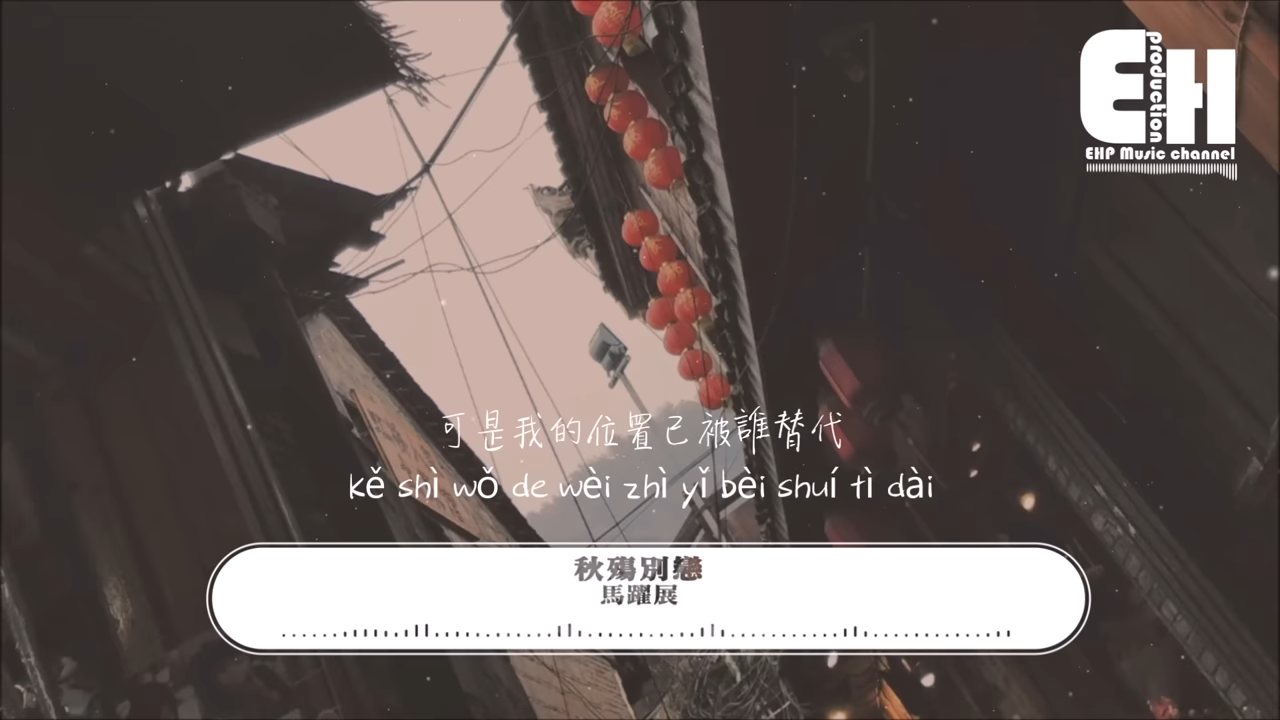 EH
production
EHP Music channel
可是我的位置已被誰替代
kě shì wǒ de wèi zhì yǐ bèi shuí tì dài
秋殤別戀
馬躍展